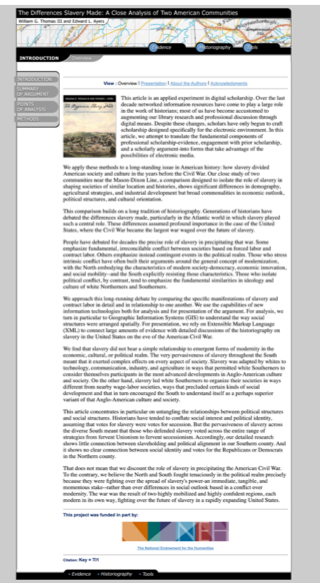 The Differences Slavery Made: A Close Analysis of Two American Communities
William G. Thomas III and Edward L. Ayers
Evidence Historiography Tools
INTRODUCTION Overview
INTRODUCTION
SUMMARY
OF ARGUMENT
POINTS
OF ANALYSIS
METHODS
View : Overview | Presentation | About the Authors | Acknowledgments
This article is an applied experiment in digital scholarship. Over the last
decade networked information resources have come to play a large role
in the work of historians; most of us have become accustomed to
augmenting our library research and professional discussion through
digital means. Despite these changes, scholars have only begun to craft
scholarship designed specifically for the electronic environment. In this
article, we attempt to translate the fundamental components of
professional scholarship-evidence, engagement with prior scholarship,
and a scholarly argument-into forms that take advantage of the
possibilities of electronic media.
We apply these methods to a long-standing issue in American history: how slavery divided
American society and culture in the years before the Civil War. Our close study of two
communities near the Mason-Dixon Line, a comparison designed to isolate the role of slavery in
shaping societies of similar location and histories, shows significant differences in demography,
agricultural strategies, and industrial development but broad commonalities in economic outlook,
political structures, and cultural orientation.
This comparison builds on a long tradition of historiography. Generations of historians have
debated the differences slavery made, particularly in the Atlantic world in which slavery played
such a central role. These differences assumed profound importance in the case of the United
States, where the Civil War became the largest war waged over the future of slavery.
People have debated for decades the precise role of slavery in precipitating that war. Some
emphasize fundamental, irreconcilable conflict between societies based on forced labor and
contract labor. Others emphasize instead contingent events in the political realm. Those who stress
intrinsic conflict have often built their arguments around the general concept of modernization,
with the North embodying the characteristics of modern society-democracy, economic innovation,
and social mobility--and the South explicitly resisting those characteristics. Those who isolate
political conflict, by contrast, tend to emphasize the fundamental similarities in ideology and
culture of white Northerners and Southerners.
We approach this long-running debate by comparing the specific manifestations of slavery and
contract labor in detail and in relationship to one another. We use the capabilities of new
information technologies both for analysis and for presentation of the argument. For analysis, we
turn in particular to Geographic Information Systems (GIS) to understand the way social
structures were arranged spatially. For presentation, we rely on Extensible Markup Language
(XML) to connect large amounts of evidence with detailed discussions of the historiography on
slavery in the United States on the eve of the American Civil War.
We find that slavery did not bear a simple relationship to emergent forms of modernity in the
economic, cultural, or political realm. The very pervasiveness of slavery throughout the South
meant that it exerted complex effects on every aspect of society. Slavery was adapted by whites to
technology, communication, industry, and agriculture in ways that permitted white Southerners to
consider themselves participants in the most advanced developments in Anglo-American culture
and society. On the other hand, slavery led white Southerners to organize their societies in ways
different from nearby wage-labor societies, ways that precluded certain kinds of social
development and that in turn encouraged the South to understand itself as a perhaps superior
variant of that Anglo-American culture and society.
This article concentrates in particular on untangling the relationships between political structures
and social structures. Historians have tended to conflate social interest and political identity,
assuming that votes for slavery were votes for secession. But the pervasiveness of slavery across
the diverse South meant that those who defended slavery voted across the entire range of
strategies from fervent Unionism to fervent secessionism. Accordingly, our detailed research
shows little connection between slaveholding and political alignment in our Southern county. And
it shows no clear connection between social identity and votes for the Republicans or Democrats
in the Northern county.
That does not mean that we discount the role of slavery in precipitating the American Civil War.
To the contrary, we believe the North and South fought tenaciously in the political realm precisely
because they were fighting over the spread of slavery's power-an immediate, tangible, and
momentous stake--rather than over differences in social outlook based in a conflict over
modernity. The war was the result of two highly mobilized and highly confident regions, each
modern in its own way, fighting over the future of slavery in a rapidly expanding United States.
This project was funded in part by:
The National Endowment for the Humanities
Citation: Key = TI1
Evidence Historiography Tools